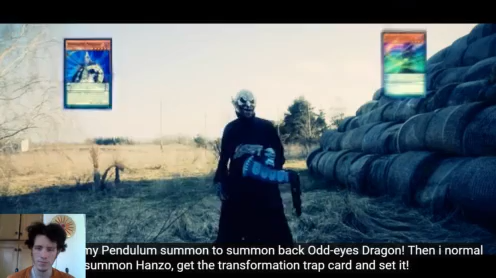 my Pendulum summon to summon back Odd-eyes Dragon! Then i normal
summon Hanzo, get the transformation trap card and set it!